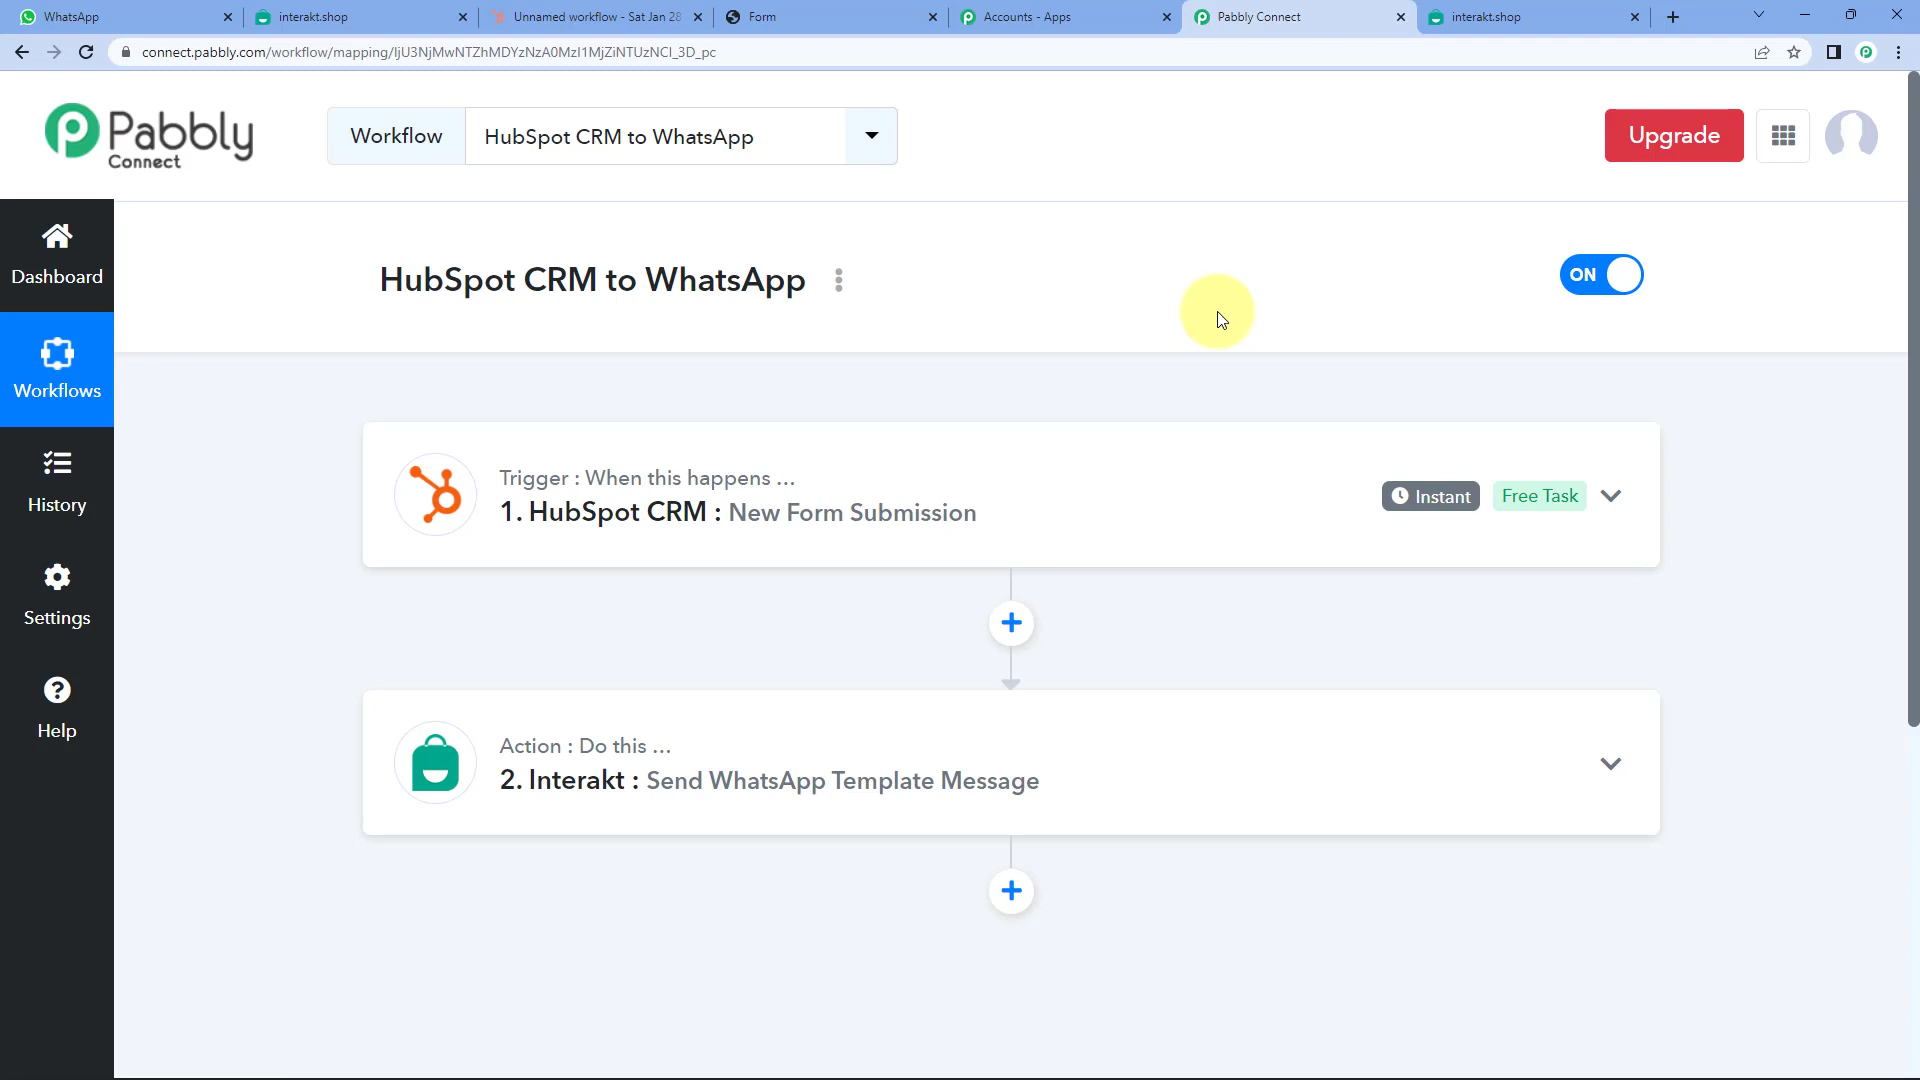 WhatsApp
interakt.shop
Unnamed workflow - Sat Jan 28
Form
Accounts - Apps
Pabbly Connect
interakt.shop
connect.pabbly.com/workflow/mapping/IjU3NjMwNTZhMDYzNzA0MzI1MjZiNTUzNCI_3D_pc
Pabbly
Connect
Workflow
HubSpot CRM to WhatsApp
Upgrade
Dashboard
Workflows
History
Settings
Help
HubSpot CRM to WhatsApp
ON
Trigger : When this happens ...
1. HubSpot CRM : New Form Submission
Instant
Free Task
Action : Do this ...
2. Interakt : Send WhatsApp Template Message